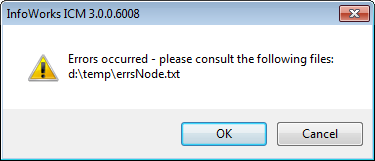 InfoWorks ICM 3.0.0.6008
Errors occurred - please consult the following files:
d:\temp\errsNode.txt
OK
Cancel